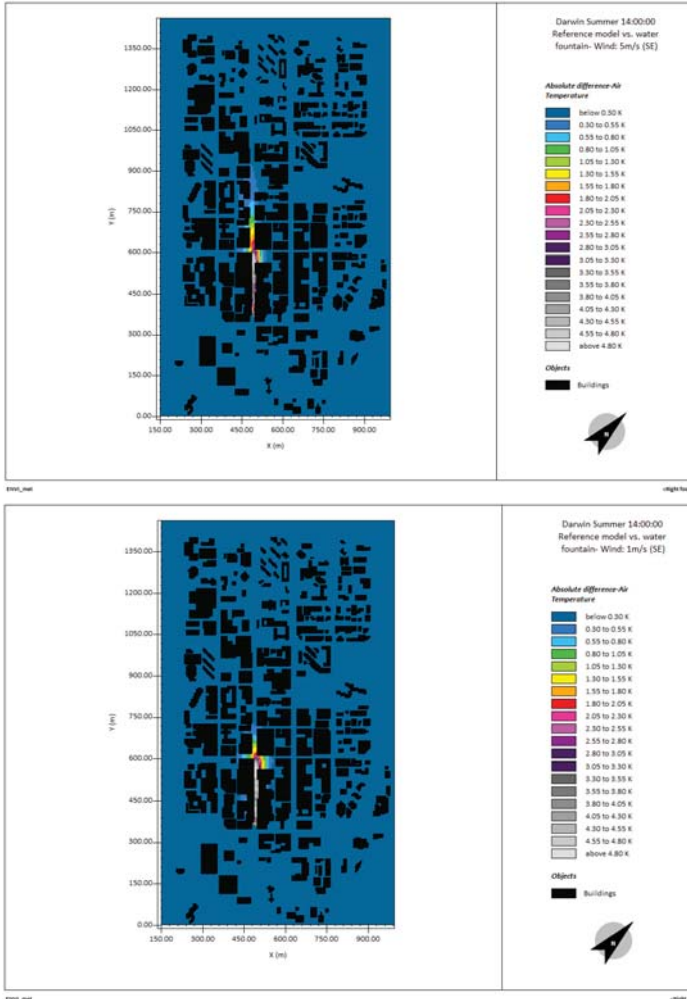 Darwin Summer 14:00:00
Reference model vs. water
fountain- Wind: 5m/s (SE)
Absolute difference-Air
Temperature
below 0.30 K
0.30 to 0.55 K
0.55 to 0.80 K
0.80 to 1.05 K
1.05 to 1.30 K
1.30 to 1.55 K
1.55 to 1.80 K
1.80 to 2.05 K
2.05 to 2.30 K
2.30 to 2.55 K
2.55 to 2.80 K
2.80 to 3.05 K
3.05 to 3.30 K
3.30 to 3.55 K
3.55 to 3.80 K
3.80 to 4.05 K
4.05 to 4.30 K
4.30 to 4.55 K
4.55 to 4.80 K
above 4.80 K
Objects
Buildings
N
1350.00
1200.00
1050.00
900.00
750.00
600.00
450.00
300.00
150.00
0.00
Y (m)
150.00 300.00 450.00 600.00 750.00 900.00
X (m)
Darwin Summer 14:00:00
Reference model vs. water
fountain- Wind: 1m/s (SE)
Absolute difference-Air
Temperature
below 0.30 K
0.30 to 0.55 K
0.55 to 0.80 K
0.80 to 1.05 K
1.05 to 1.30 K
1.30 to 1.55 K
1.55 to 1.80 K
1.80 to 2.05 K
2.05 to 2.30 K
2.30 to 2.55 K
2.55 to 2.80 K
2.80 to 3.05 K
3.05 to 3.30 K
3.30 to 3.55 K
3.55 to 3.80 K
3.80 to 4.05 K
4.05 to 4.30 K
4.30 to 4.55 K
4.55 to 4.80 K
above 4.80 K
Objects
Buildings
N
1350.00
1200.00
1050.00
900.00
750.00
600.00
450.00
300.00
150.00
0.00
Y (m)
150.00 300.00 450.00 600.00 750.00 900.00
X (m)